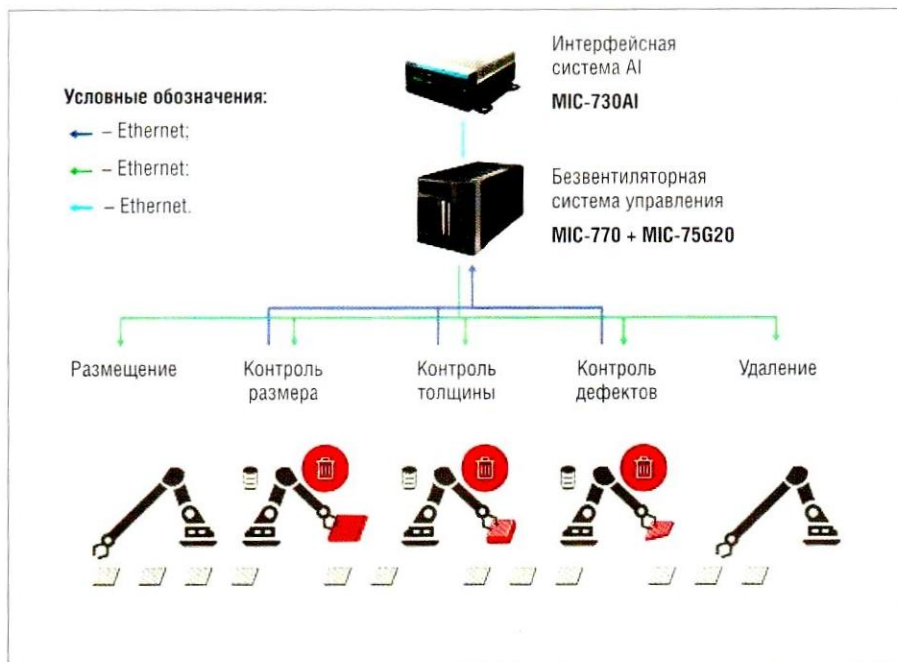 Интерфейсная
система AI
MIC-730AI
Условные обозначения:
– Ethernet;
– Ethernet:
– Ethernet.
Безвентиляторная
система управления
MIC-770 + MIC-75G20
Размещение
Контроль
размера
Контроль
толщины
Контроль
дефектов
Удаление